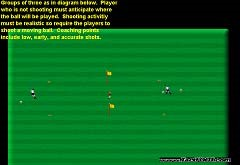 Groups of three as in diagram below. Player
who is not shooting must anticipate where
the ball will be played. Shooting activity
must be realistic so require the players to
shoot a moving ball. Coaching points
include low, early, and accurate shots.